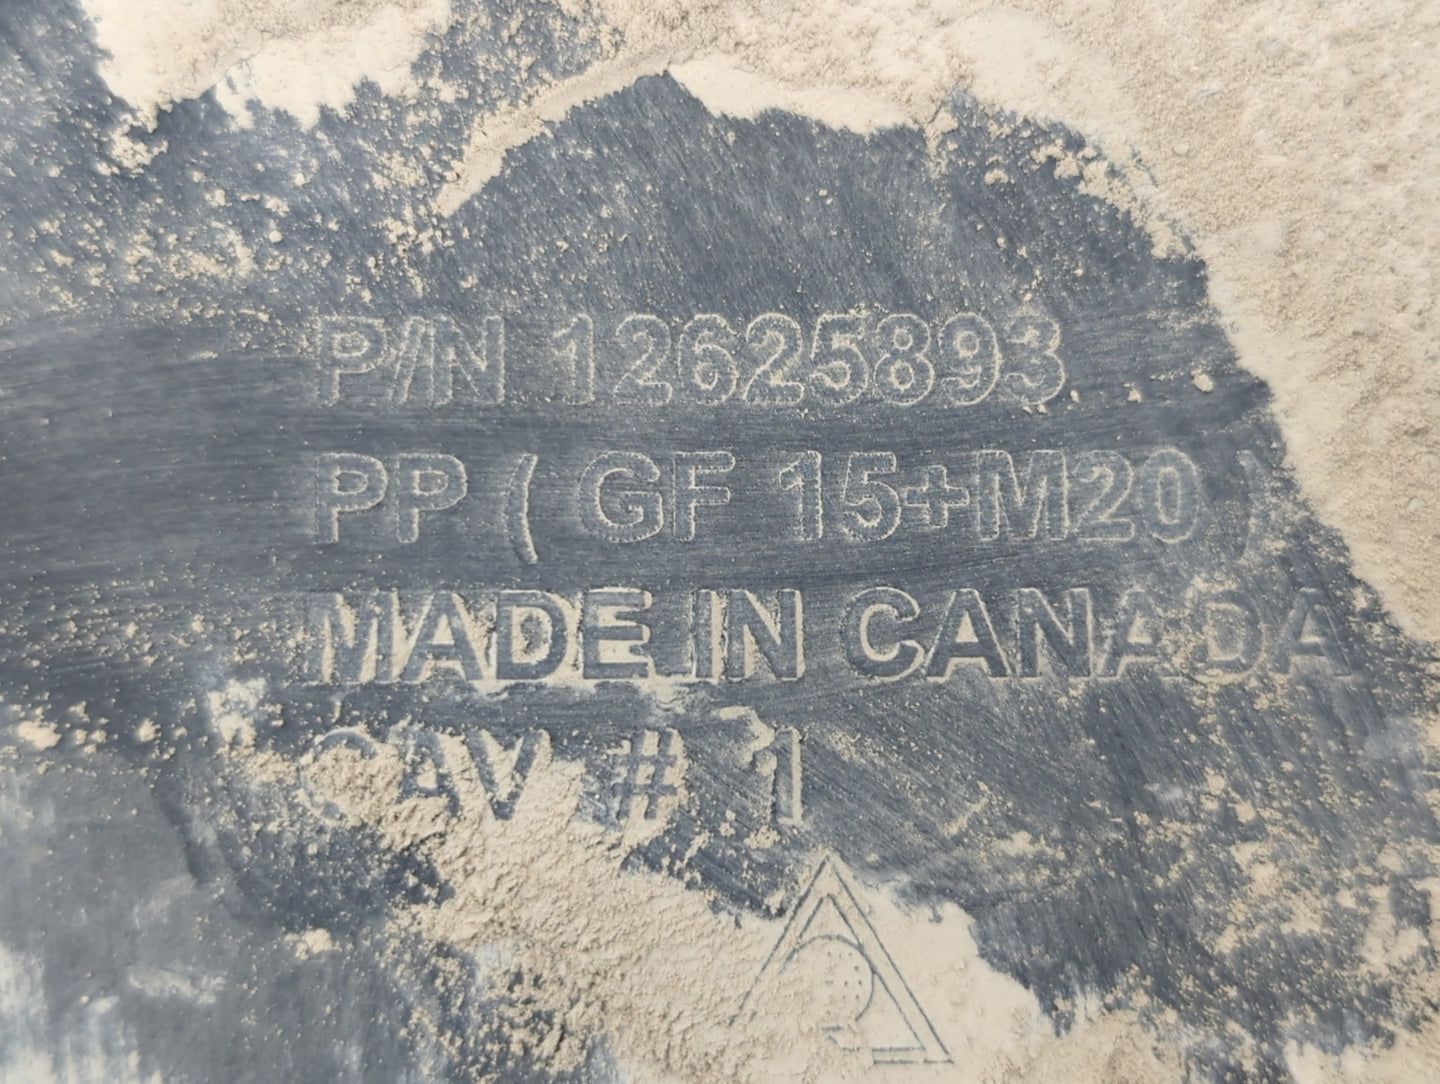 P/N 12625893
PP ( GF 15+M20 )
MADE IN CANADA
CAV # 1